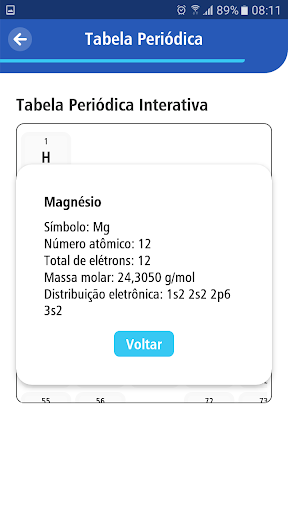 89% 08:11
Tabela Periódica
Tabela Periódica Interativa
1
H
Magnésio
Símbolo: Mg
Número atômico: 12
Total de elétrons: 12
Massa molar: 24,3050 g/mol
Distribuição eletrônica: 1s2 2s2 2p6
3s2
Voltar
55 56 72 73